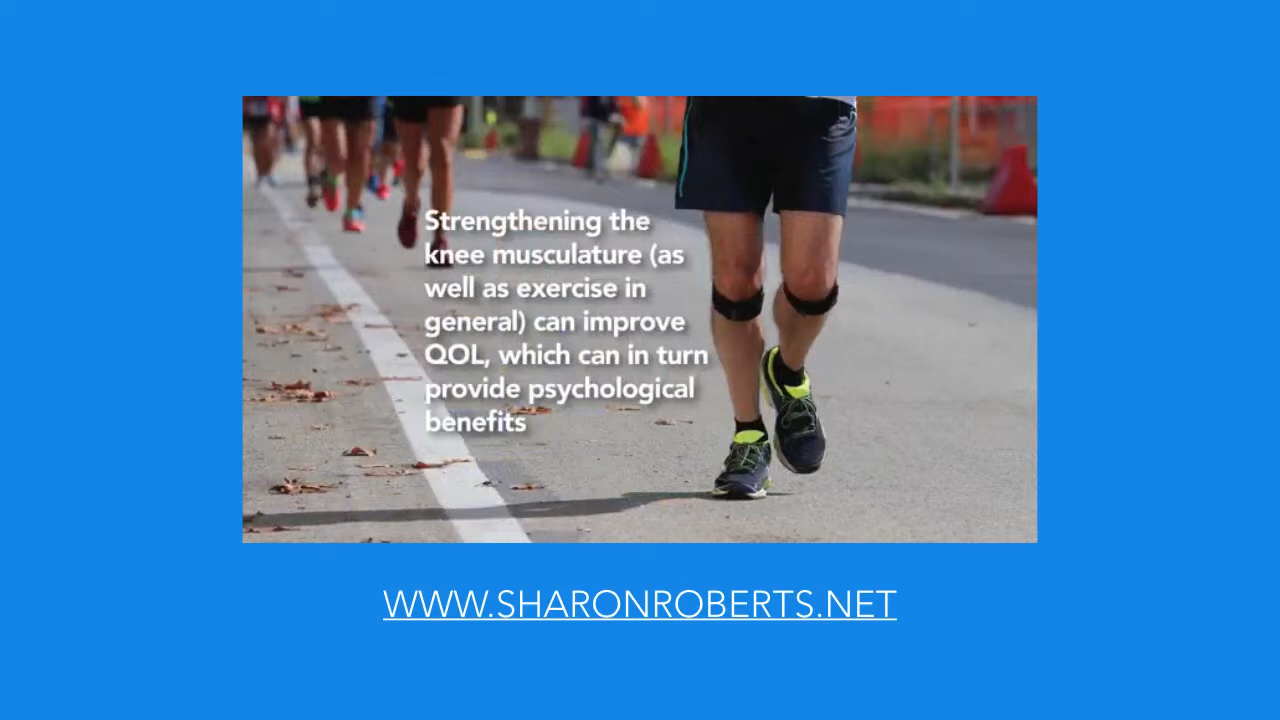 Strengthening the
knee musculature (as
well as exercise in
general) can improve
QOL, which can in turn
provide psychological
benefits
WWW.SHARONROBERTS.NET